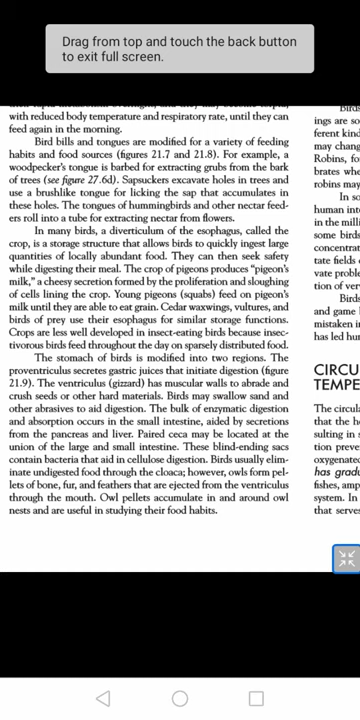 Drag from top and touch the back button
to exit full screen.
with reduced body temperature and respiratory rate, until they can
feed again in the morning.
Bird bills and tongues are modified for a variety of feeding
habits and food sources (figures 21.7 and 21.8). For example, a
woodpecker's tongue is barbed for extracting grubs from the bark
of trees (see figure 27.6d). Sapsuckers excavate holes in trees and
use a brushlike tongue for licking the sap that accumulates in
these holes. The tongues of hummingbirds and other nectar feed-
ers roll into a tube for extracting nectar from flowers.
In many birds, a diverticulum of the esophagus, called the
crop, is a storage structure that allows birds to quickly ingest large
quantities of locally abundant food. They can then seek safety
while digesting their meal. The crop of pigeons produces "pigeon's
milk," a cheesy secretion formed by the proliferation and sloughing
of cells lining the crop. Young pigeons (squabs) feed on pigeon's
milk until they are able to eat grain. Cedar waxwings, vultures, and
birds of prey use their esophagus for similar storage functions.
Crops are less well developed in insect-eating birds because insec-
tivorous birds feed throughout the day on sparsely distributed food.
The stomach of birds is modified into two regions. The
proventriculus secretes gastric juices that initiate digestion (figure
21.9). The ventriculus (gizzard) has muscular walls to abrade and
crush seeds or other hard materials. Birds may swallow sand and
other abrasives to aid digestion. The bulk of enzymatic digestion
and absorption occurs in the small intestine, aided by secretions
from the pancreas and liver. Paired ceca may be located at the
union of the large and small intestine. These blind-ending sacs
contain bacteria that aid in cellulose digestion. Birds usually elim-
inate undigested food through the cloaca; however, owls form pel-
lets of bone, fur, and feathers that are ejected from the ventriculus
through the mouth. Owl pellets accumulate in and around owl
nests and are useful in studying their food habits.
Birds
ings are so
ferent kind
may chang
Robins, fo
brates whe
robins may
In so
human int
in the milli
some birds
concentrat
tate fields
vate proble
tion of ver
Birds
and game
mistaken i
has led hur
CIRCU
TEMPE
The circula
that the he
sulting in s
tion preve
oxygenated
has gradu
fishes, amp
system. In
that serves